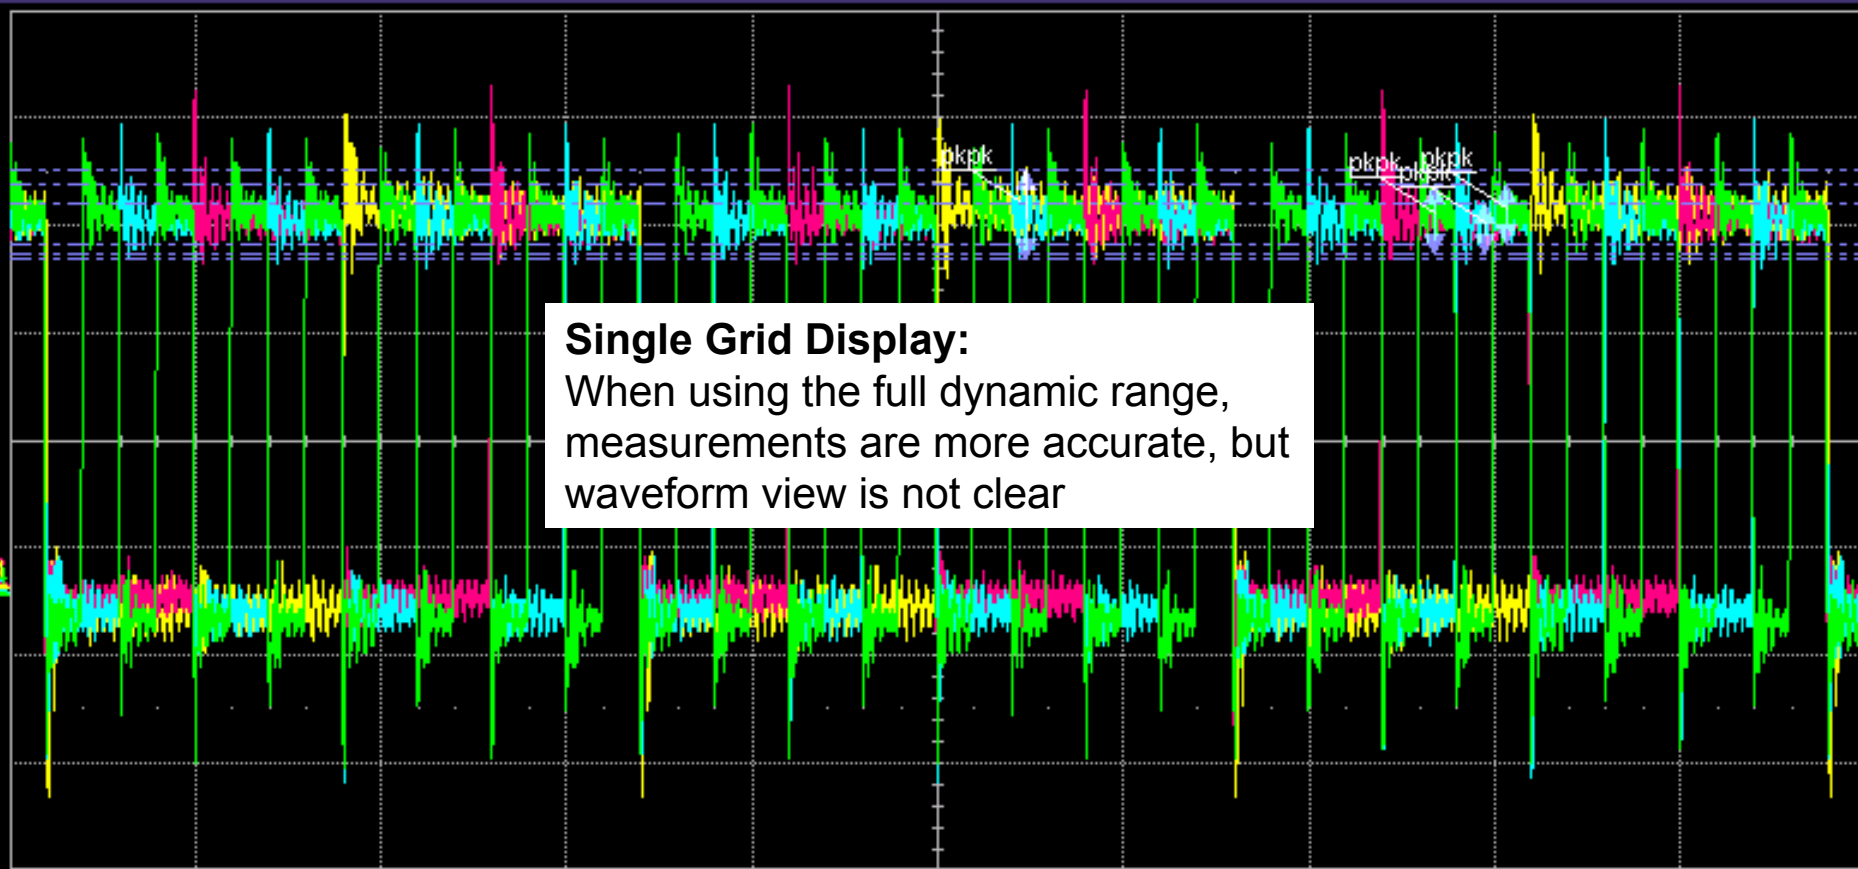 pkpk
pkpk
pkpk
Single Grid Display:
When using the full dynamic range,
measurements are more accurate, but
waveform view is not clear